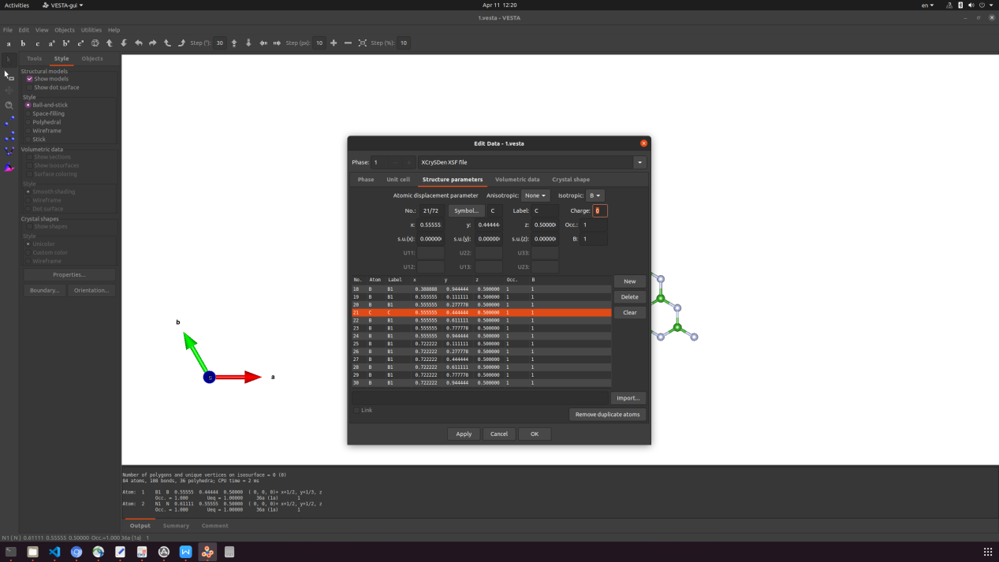 Activities VESTA-gui Apr 11 12:20 en
1.vesta - VESTA
File Edit View Objects Utilities Help
a b c a* b* c* Step (°): 30 Step (px): 10 Step (%): 10
Tools Style Objects
Structural models
Show models
Show dot surface
Style
Ball-and-stick
Space-filling
Polyhedral
Wireframe
Stick
Volumetric data
Show sections
Show isosurfaces
Surface coloring
Style
Smooth shading
Wireframe
Dot surface
Crystal shapes
Show shapes
Style
Unicolor
Custom color
Wireframe
Properties...
Boundary... Orientation...
b
a
Edit Data - 1.vesta
Phase: 1 XCrySDen XSF file
Phase Unit cell Structure parameters Volumetric data Crystal shape
Atomic displacement parameter Anisotropic: None Isotropic: B
No.: 21/72 Symbol... C Label: C Charge: 0
x: 0.55555 y: 0.44444 z: 0.50000 Occ.: 1
s.u.(x): 0.00000 s.u.(y): 0.00000 s.u.(z): 0.00000 B: 1
U11: U22: U33:
U12: U13: U23:
No. Atom Label x y z Occ. B
18 B B1 0.388888 0.944444 0.500000 1 1
19 B B1 0.555555 0.111111 0.500000 1 1
20 B B1 0.555555 0.277778 0.500000 1 1
21 C C 0.555555 0.444444 0.500000 1 1
22 B B1 0.555555 0.611111 0.500000 1 1
23 B B1 0.555555 0.777778 0.500000 1 1
24 B B1 0.555555 0.944444 0.500000 1 1
25 B B1 0.722222 0.111111 0.500000 1 1
26 B B1 0.722222 0.277778 0.500000 1 1
27 B B1 0.722222 0.444444 0.500000 1 1
28 B B1 0.722222 0.611111 0.500000 1 1
29 B B1 0.722222 0.777778 0.500000 1 1
30 B B1 0.722222 0.944444 0.500000 1 1
New
Delete
Clear
Import...
Link
Remove duplicate atoms
Apply Cancel OK
Number of polygons and unique vertices on isosurface = 0 (0)
84 atoms, 108 bonds, 36 polyhedra; CPU time = 2 ms
Atom: 1 B1 B 0.55555 0.44444 0.50000 ( 0, 0, 0)+ x+1/2, y+1/3, z
Occ. = 1.000 Ueq = 1.00000 36a (1a) 1
Atom: 2 N1 N 0.61111 0.55555 0.50000 ( 0, 0, 0)+ x+1/2, y+1/2, z
Occ. = 1.000 Ueq = 1.00000 36a (1a) 1
Output Summary Comment
N1 ( N ) 0.61111 0.55555 0.50000 Occ.=1.000 36a (1a) 1